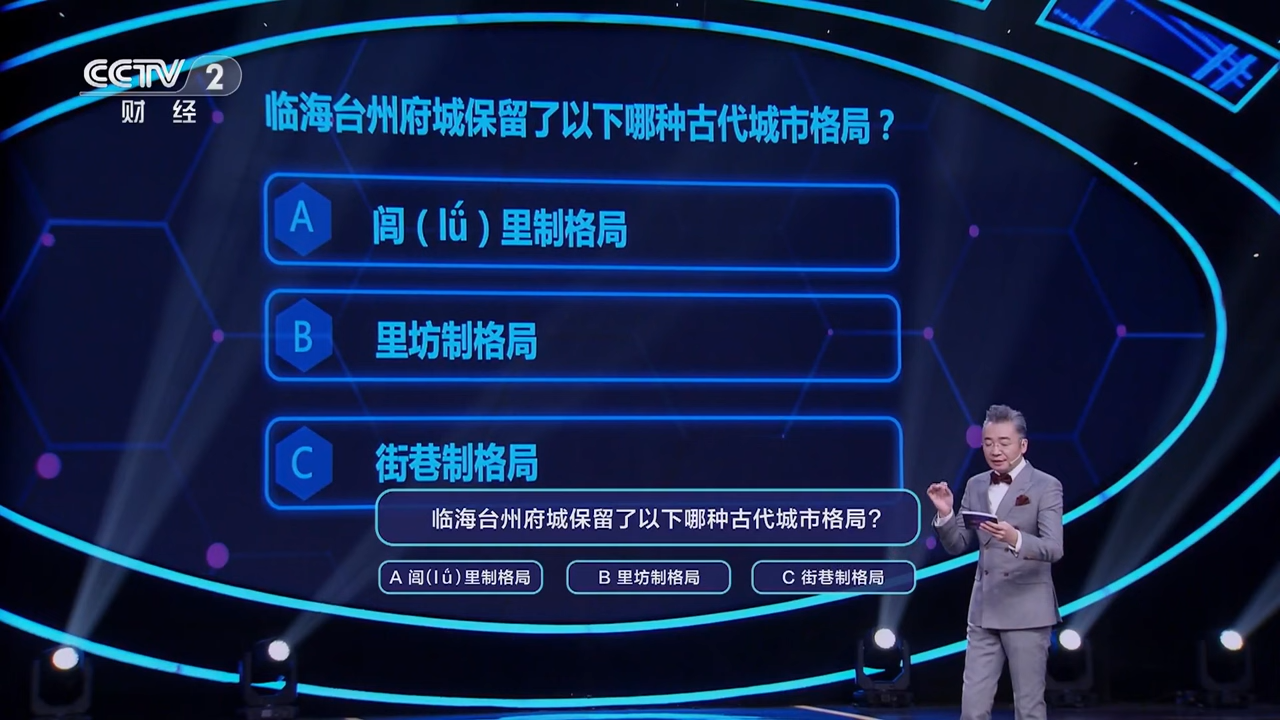 CCTV 2
财 经
临海台州府城保留了以下哪种古代城市格局？
A 闾（lǘ）里制格局
B 里坊制格局
C 街巷制格局
临海台州府城保留了以下哪种古代城市格局？
A 闾(lǘ)里制格局
B 里坊制格局
C 街巷制格局